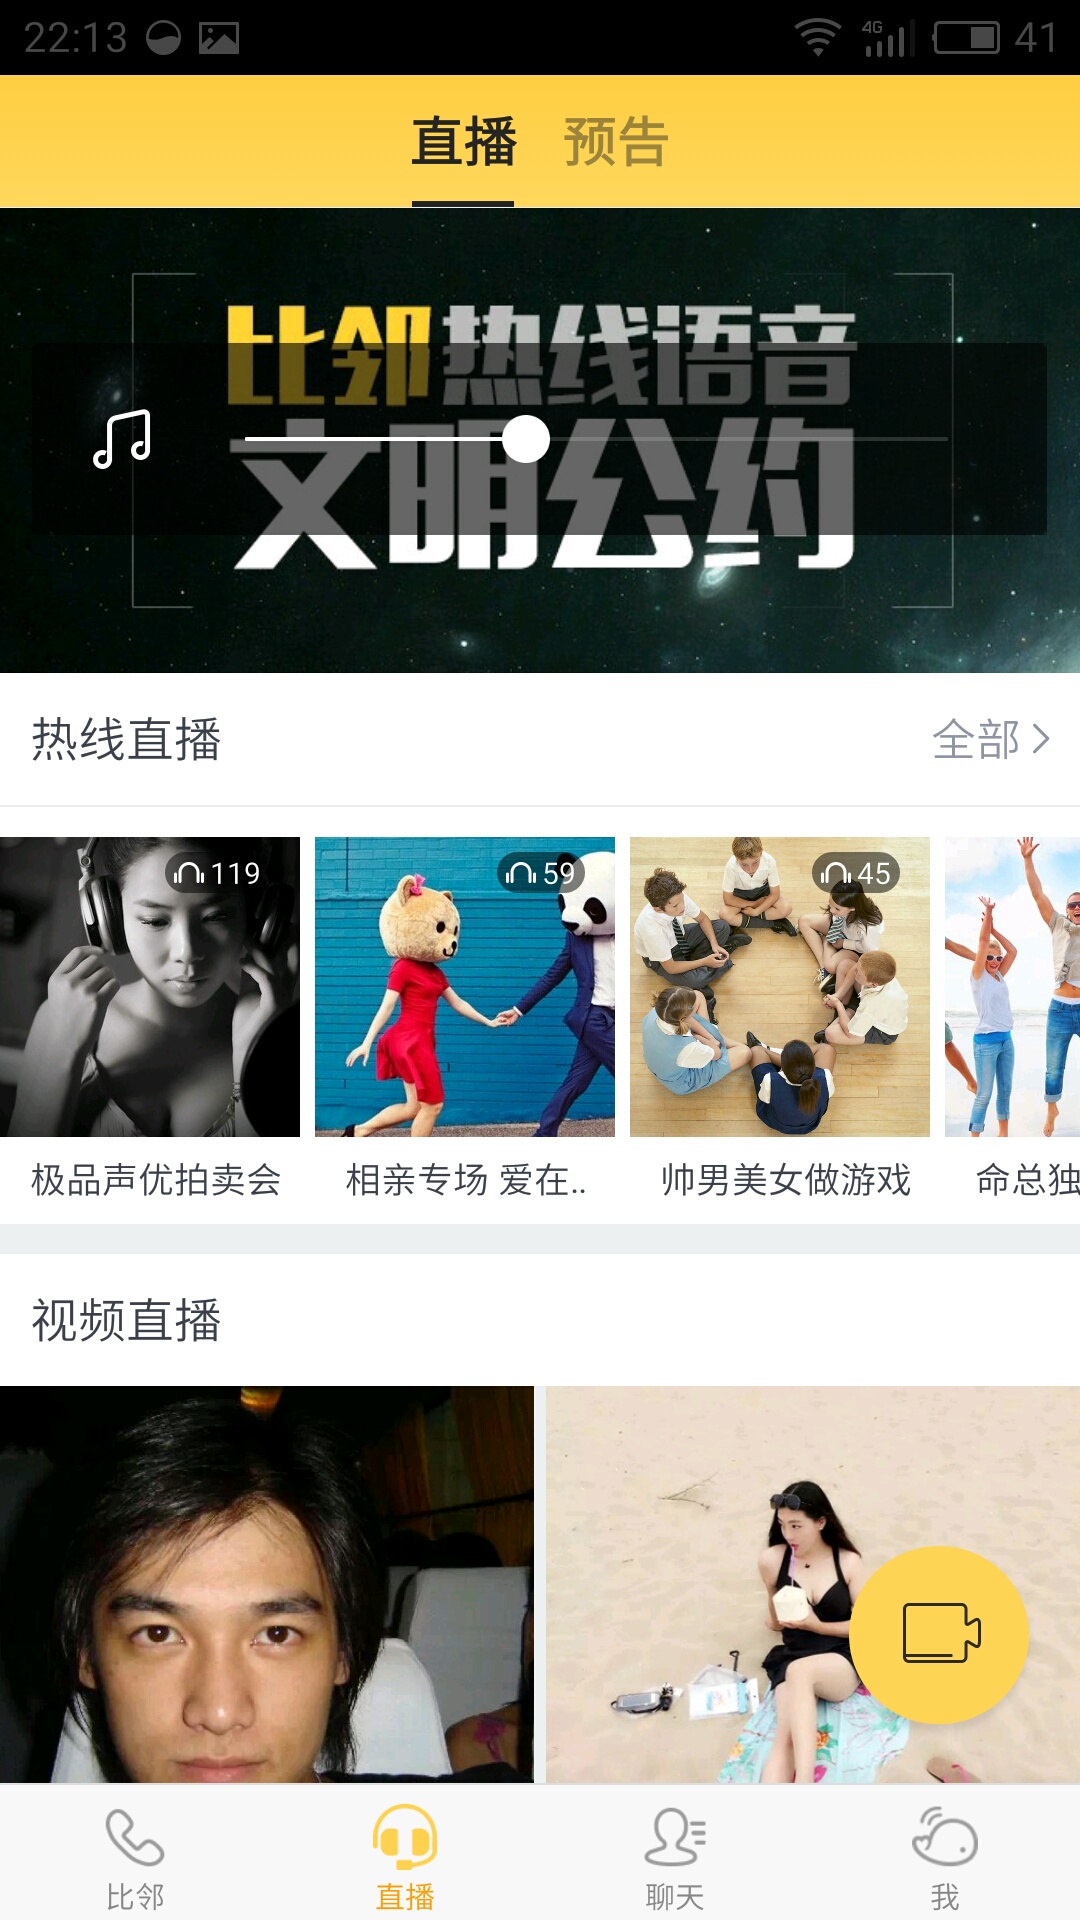 22:13
4G
41
直播 预告
比邻热线语音
文明公约
热线直播
全部
119
59
45
极品声优拍卖会
相亲专场 爱在..
帅男美女做游戏
命总独
视频直播
比邻
直播
聊天
我